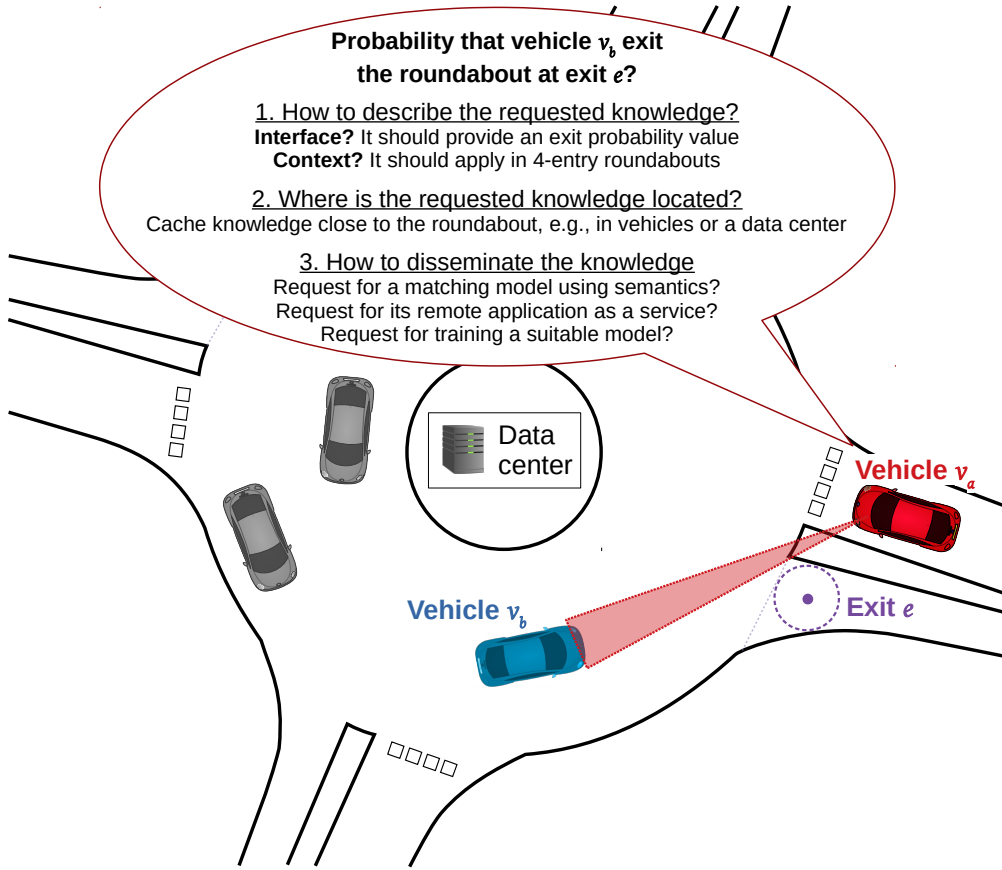 Probability that vehicle v_b exit
the roundabout at exit e?
1. How to describe the requested knowledge?
Interface? It should provide an exit probability value
Context? It should apply in 4-entry roundabouts
2. Where is the requested knowledge located?
Cache knowledge close to the roundabout, e.g., in vehicles or a data center
3. How to disseminate the knowledge
Request for a matching model using semantics?
Request for its remote application as a service?
Request for training a suitable model?
Data
center
Vehicle v_a
Vehicle v_b
Exit e